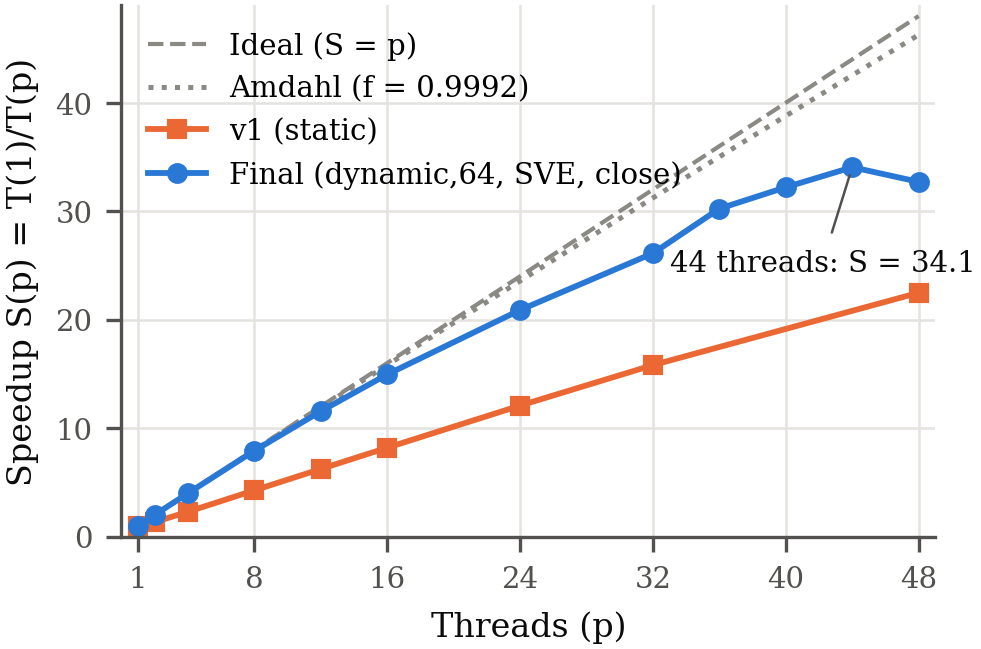 Speedup S(p) = T(1)/T(p)
40
30
20
10
0
Ideal (S = p)
Amdahl (f = 0.9992)
v1 (static)
Final (dynamic,64, SVE, close)
44 threads: S = 34.1
1 8 16 24 32 40 48
Threads (p)